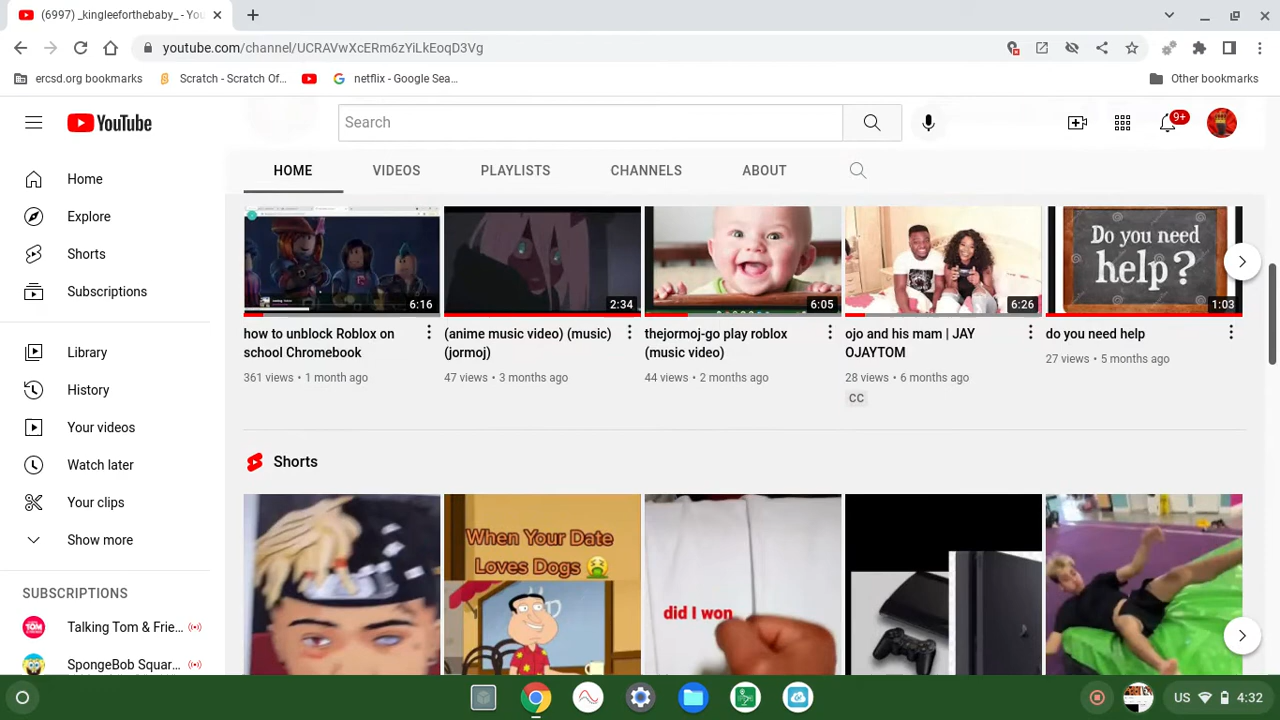 (6997) _kingleeforthebaby_ - You
youtube.com/channel/UCRAVwXcERm6zYiLkEoqD3Vg
ercsd.org bookmarks
Scratch - Scratch Of...
netflix - Google Sea...
Other bookmarks
YouTube
Search
9+
HOME
VIDEOS
PLAYLISTS
CHANNELS
ABOUT
Home
Explore
Shorts
Subscriptions
Library
History
Your videos
Watch later
Your clips
Show more
SUBSCRIPTIONS
Talking Tom & Frie...
SpongeBob Squar...
6:16
how to unblock Roblox on
school Chromebook
361 views • 1 month ago
2:34
(anime music video) (music)
(jormoj)
47 views • 3 months ago
6:05
thejormoj-go play roblox
(music video)
44 views • 2 months ago
6:26
ojo and his mam | JAY
OJAYTOM
28 views • 6 months ago
CC
Do you need
help?
1:03
do you need help
27 views • 5 months ago
Shorts
When Your Date
Loves Dogs
did I won
US
4:32